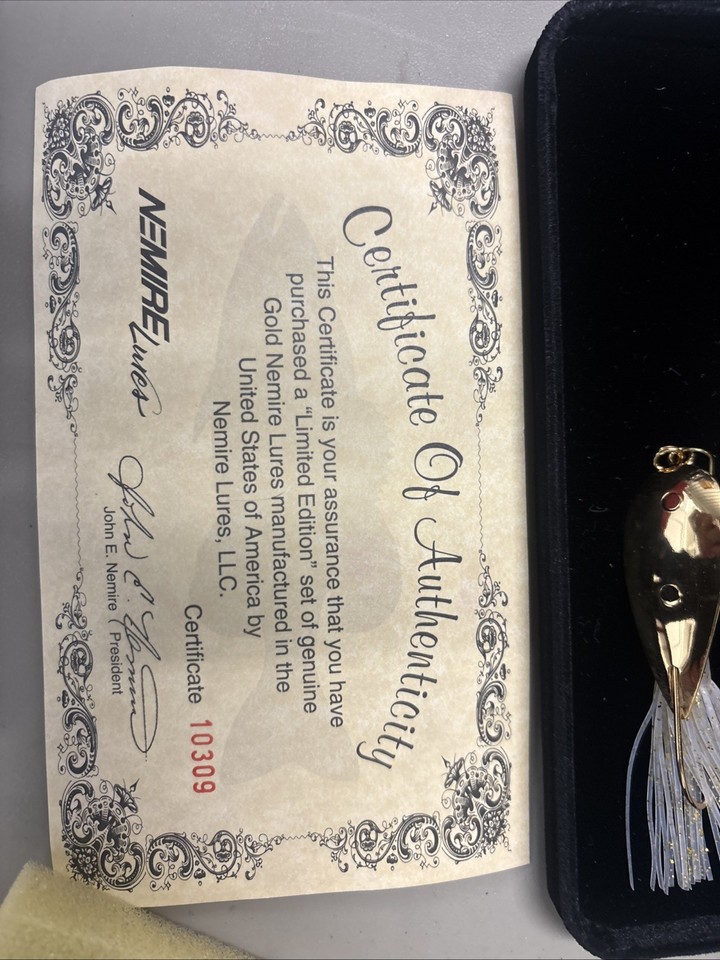 Certificate Of Authenticity
This Certificate is your assurance that you have
purchased a "Limited Edition" set of genuine
Gold Nemire Lures manufactured in the
United States of America by
Nemire Lures, LLC.
Certificate 10309
NEMIRE Lures
John E. Nemire
John E. Nemire / President